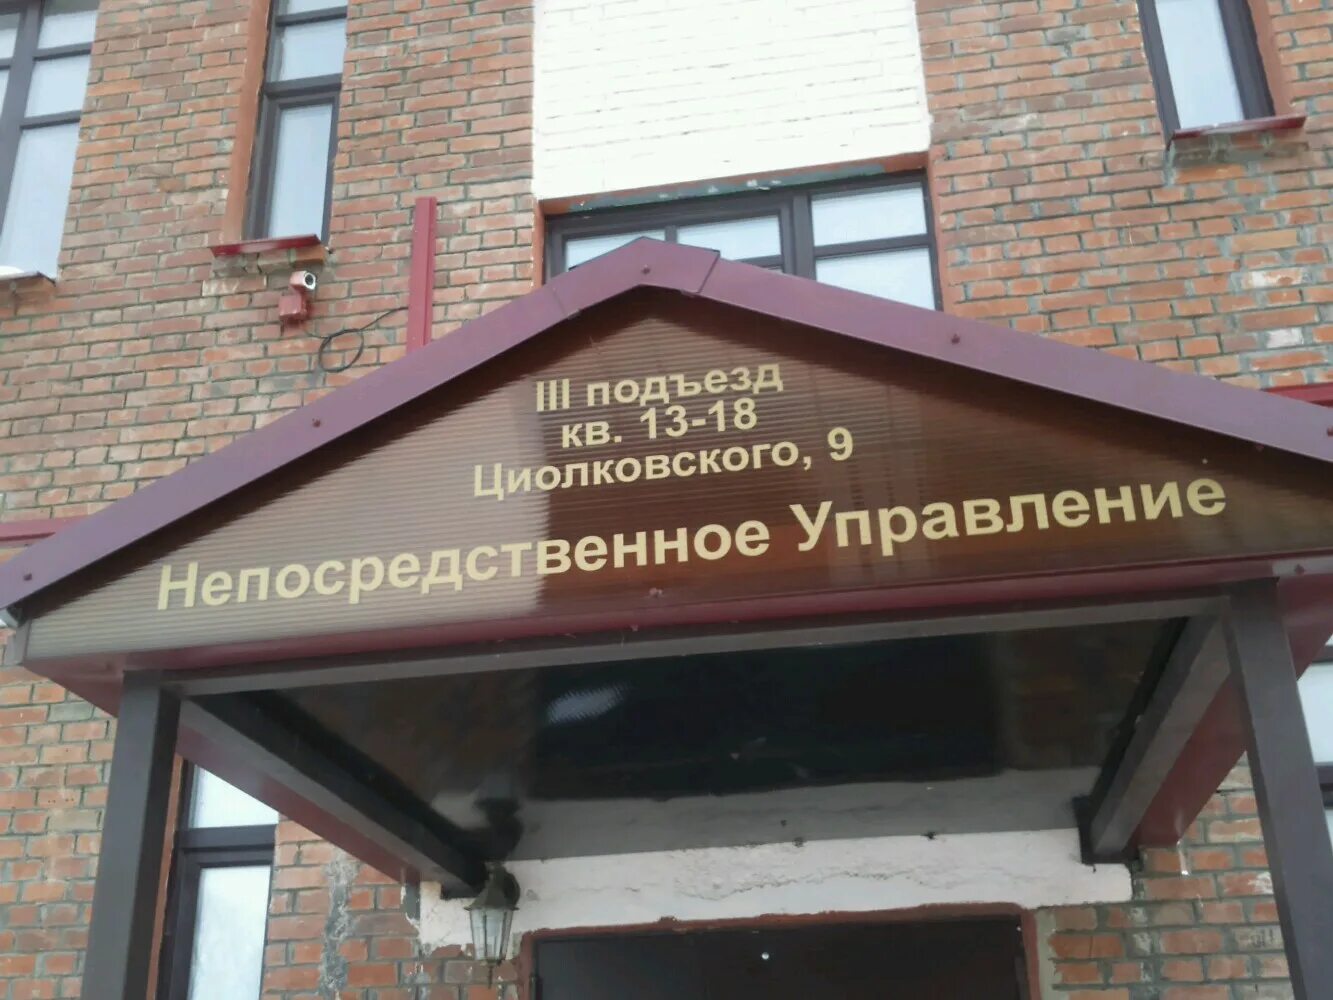 III подъезд
кв. 13-18
Циолковского, 9
Непосредственное Управление